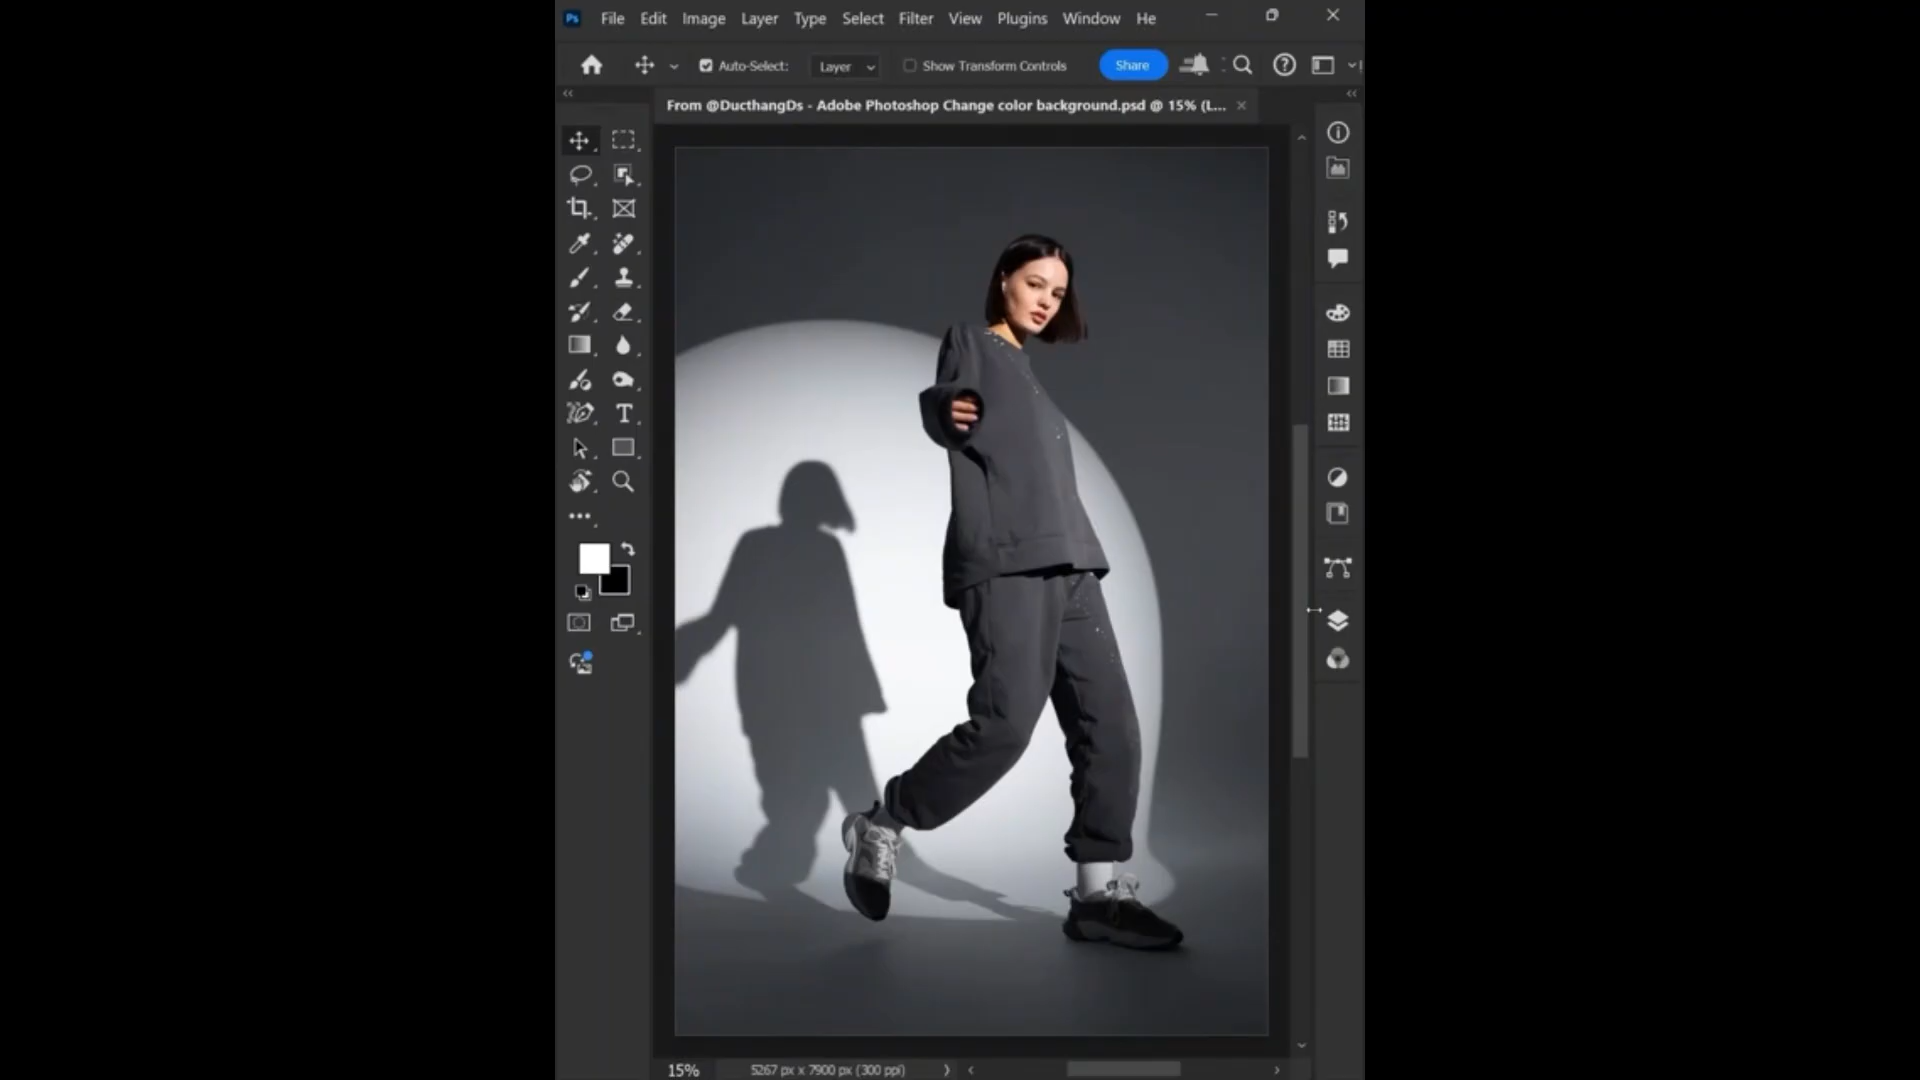 Ps File Edit Image Layer Type Select Filter View Plugins Window He
Auto-Select: Layer Show Transform Controls Share
From @DucthangDs - Adobe Photoshop Change color background.psd @ 15% (L...
T
15% 5267 px x 7900 px (300 ppi)